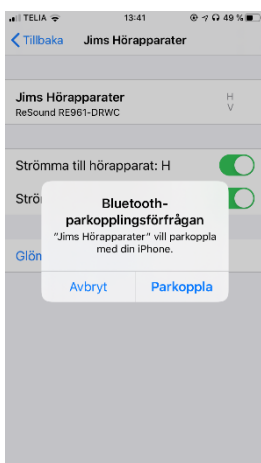 TELIA 13:41 49 %
Tillbaka Jims Hörapparater
Jims Hörapparater H
ReSound RE961-DRWC V
Strömma till hörapparat: H
Strö
Bluetooth-
parkopplingsförfrågan
"Jims Hörapparater" vill parkoppla
med din iPhone.
Glön
Avbryt Parkoppla